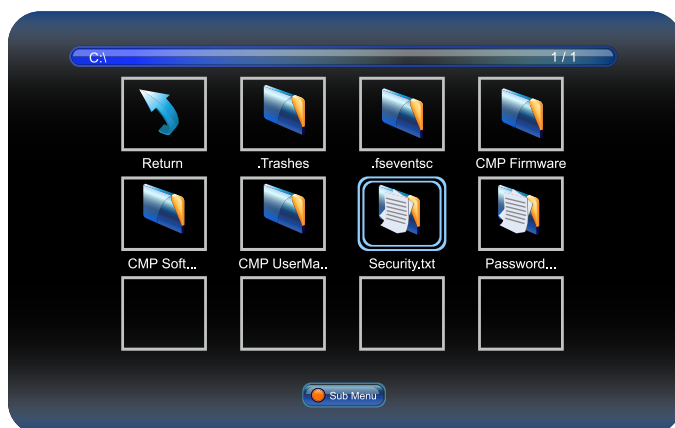 C:\ 1 / 1
Return .Trashes .fseventsc CMP Firmware
CMP Soft... CMP UserMa.. Security.txt Password...
Sub Menu